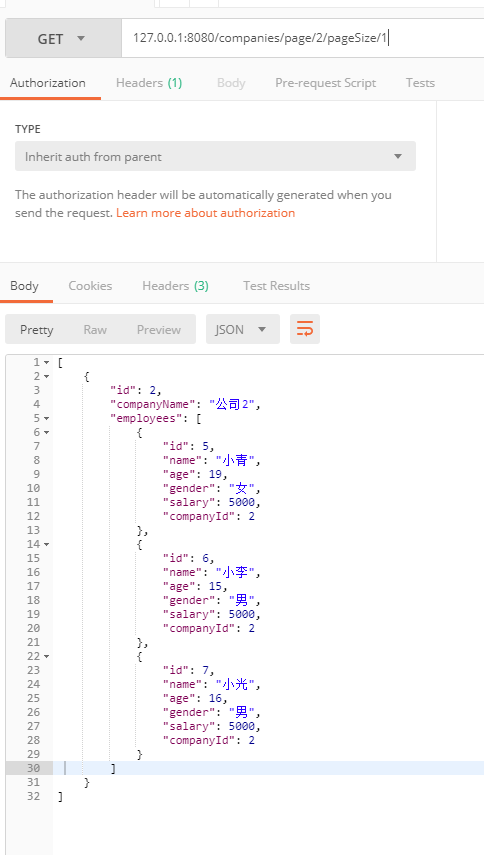 GET 127.0.0.1:8080/companies/page/2/pageSize/1
Authorization Headers (1) Body Pre-request Script Tests
TYPE
Inherit auth from parent
The authorization header will be automatically generated when you
send the request. Learn more about authorization
Body Cookies Headers (3) Test Results
Pretty Raw Preview JSON
1 [
2 {
3 "id": 2,
4 "companyName": "公司2",
5 "employees": [
6 {
7 "id": 5,
8 "name": "小青",
9 "age": 19,
10 "gender": "女",
11 "salary": 5000,
12 "companyId": 2
13 },
14 {
15 "id": 6,
16 "name": "小李",
17 "age": 15,
18 "gender": "男",
19 "salary": 5000,
20 "companyId": 2
21 },
22 {
23 "id": 7,
24 "name": "小光",
25 "age": 16,
26 "gender": "男",
27 "salary": 5000,
28 "companyId": 2
29 }
30 ]
31 }
32 ]